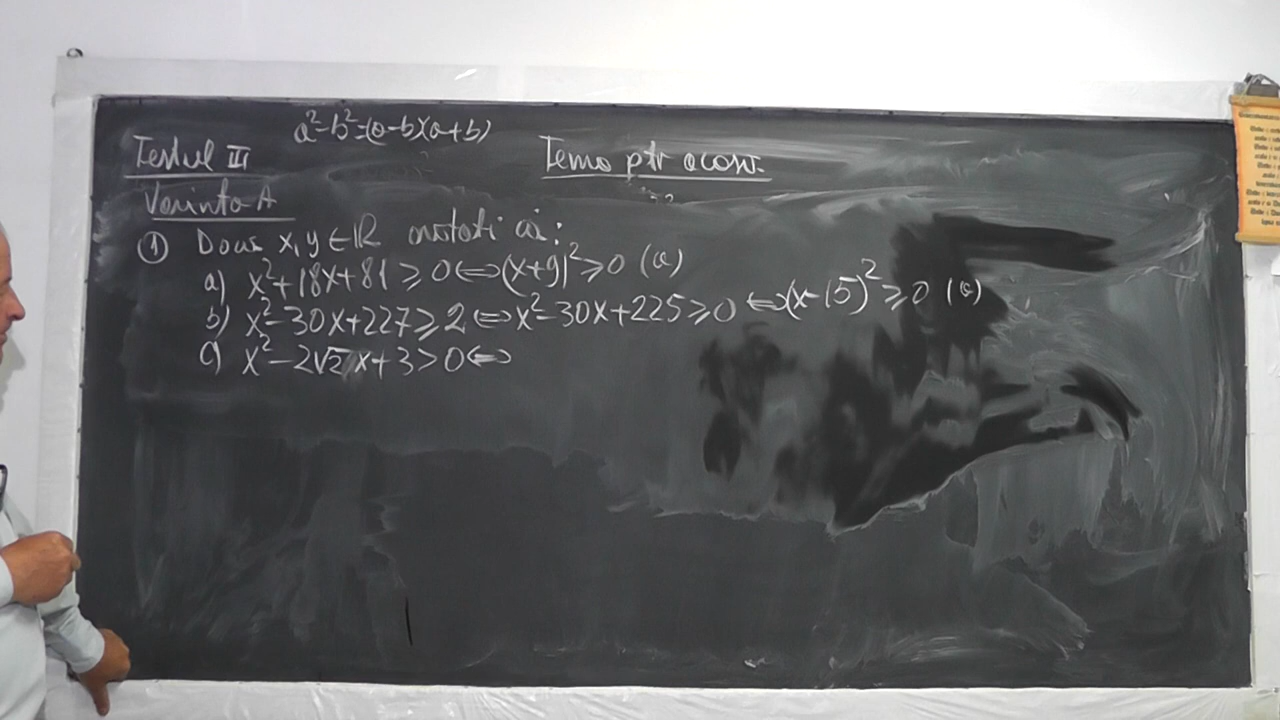 a²-b²=(a-b)(a+b)
Testul III
Tema ptr acasă.
Varianta A
① Dacă x,y∈ℝ arătați că:
a) x²+18x+81⩾0⇔(x+9)²⩾0 (a)
b) x²-30x+227⩾2⇔x²-30x+225⩾0⇔(x-15)²⩾0 (a)
c) x²-2√2x+3>0⇔